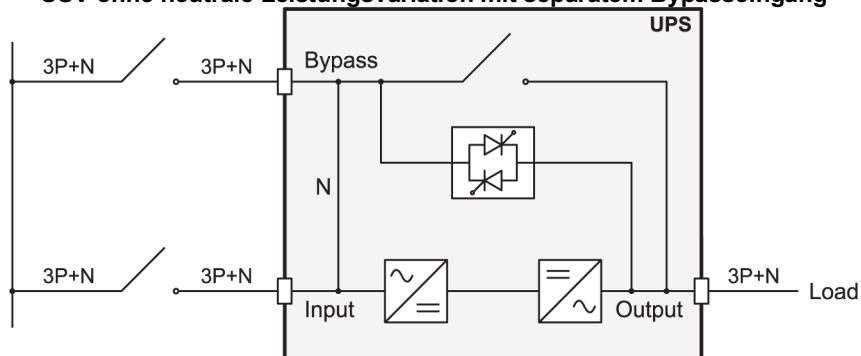 USV ohne neutrale Leistungsvariation mit separatem Bypasseingang
UPS
3P+N
3P+N
Bypass
N
3P+N
3P+N
Input
Output
3P+N
Load